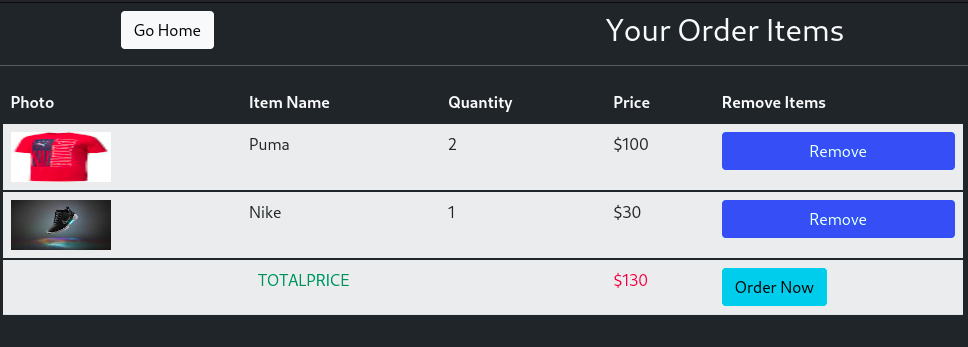 Go Home
Your Order Items
Photo Item Name Quantity Price Remove Items
Puma 2 $100 Remove
Nike 1 $30 Remove
TOTALPRICE $130 Order Now